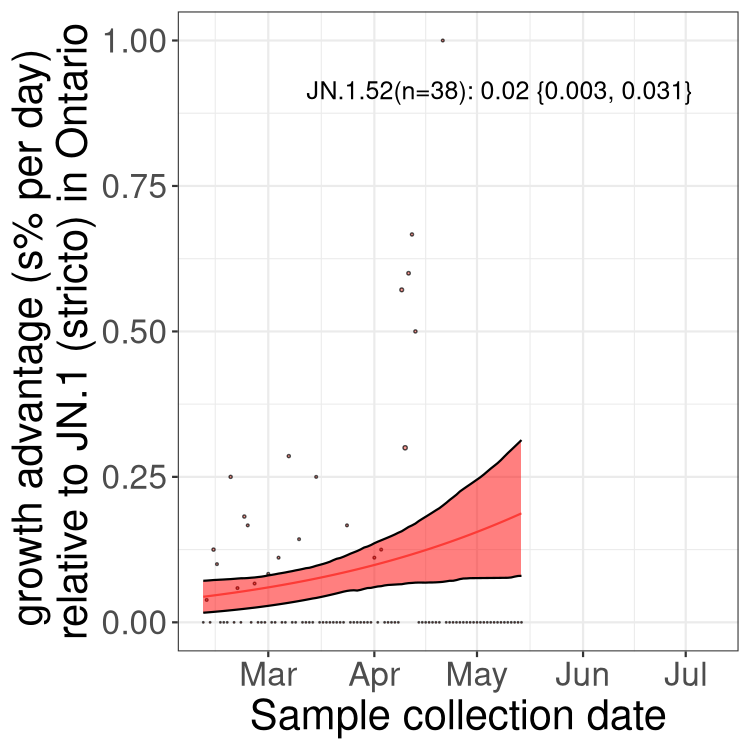 growth advantage (s% per day)
relative to JN.1 (stricto) in Ontario
1.00
0.75
0.50
0.25
0.00
JN.1.52(n=38): 0.02 {0.003, 0.031}
Mar Apr May Jun Jul
Sample collection date